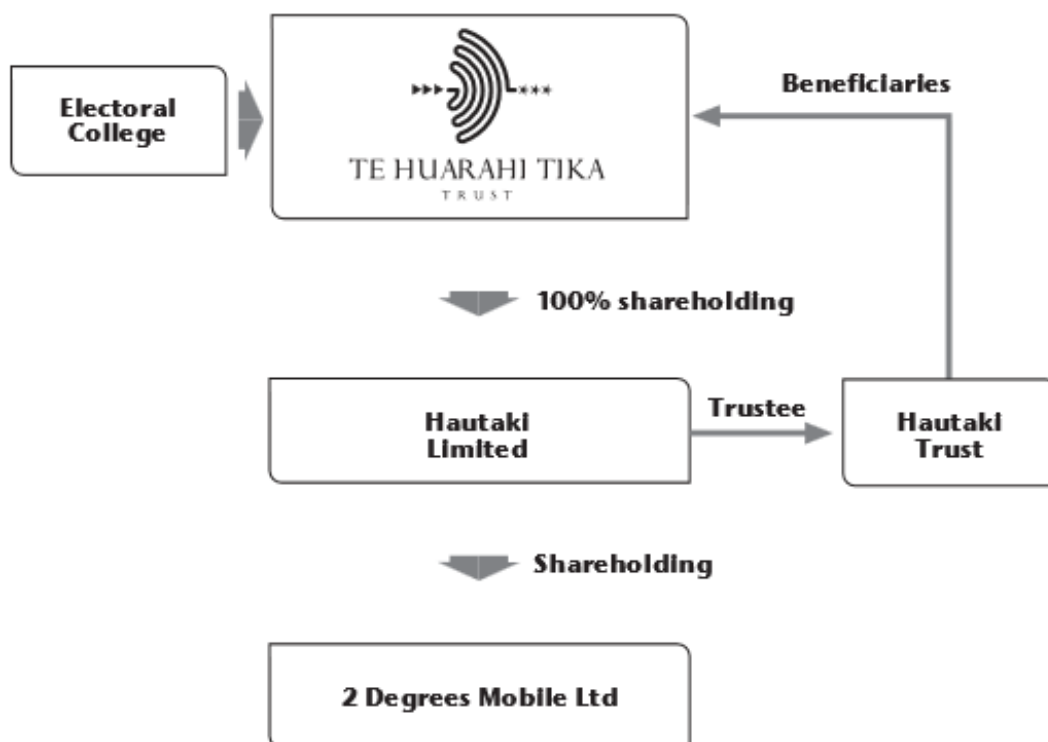 Electoral
College
TE HUARAHI TIKA
TRUST
Beneficiaries
100% shareholding
Hautaki
Limited
Trustee
Hautaki
Trust
Shareholding
2 Degrees Mobile Ltd